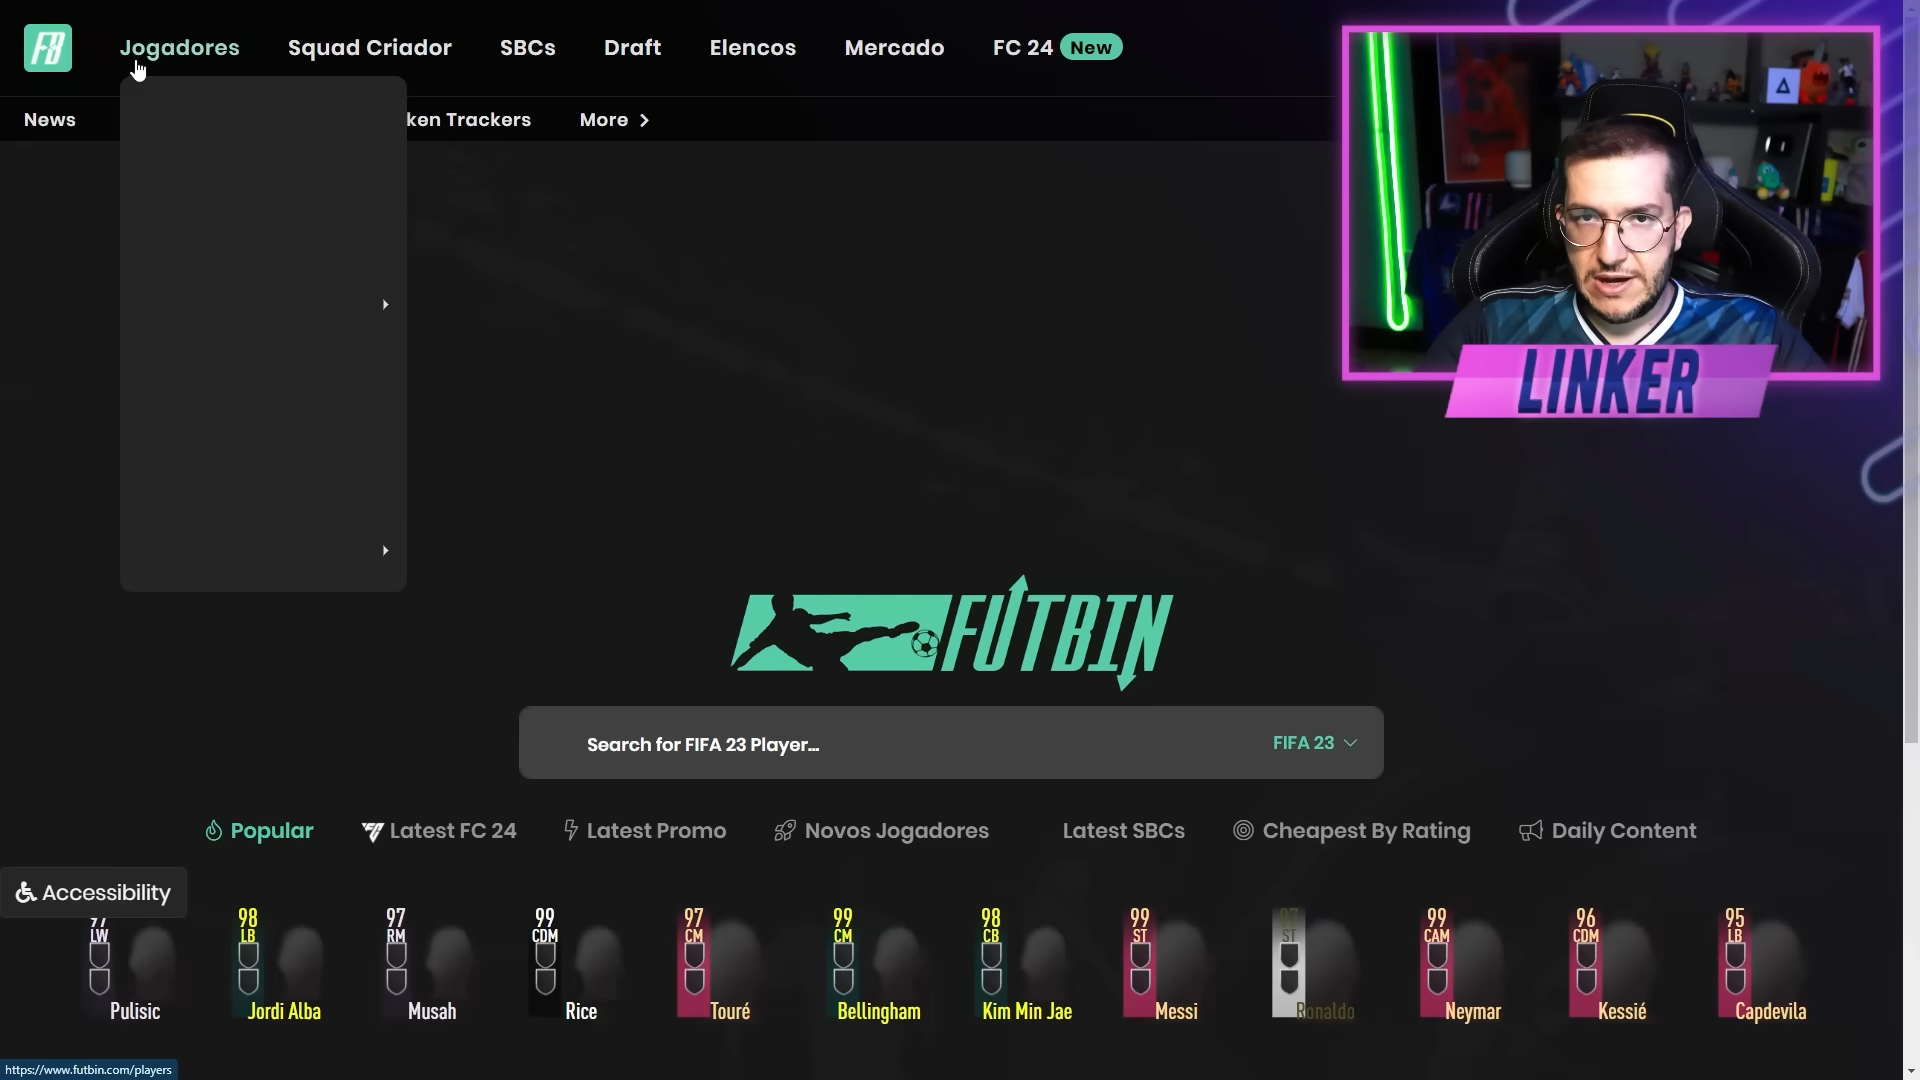 Jogadores Squad Criador SBCs Draft Elencos Mercado FC 24 New
News ken Trackers More
LINKER
FUTBIN
Search for FIFA 23 Player... FIFA 23
Popular Latest FC 24 Latest Promo Novos Jogadores Latest SBCs Cheapest By Rating Daily Content
Accessibility
97 98 97 99 97 99 98 99 97 99 96 95
LW LB RM CDM CM CM CB ST ST CAM CDM LB
Pulisic Jordi Alba Musah Rice Touré Bellingham Kim Min Jae Messi Ronaldo Neymar Kessié Capdevila
https://www.futbin.com/players